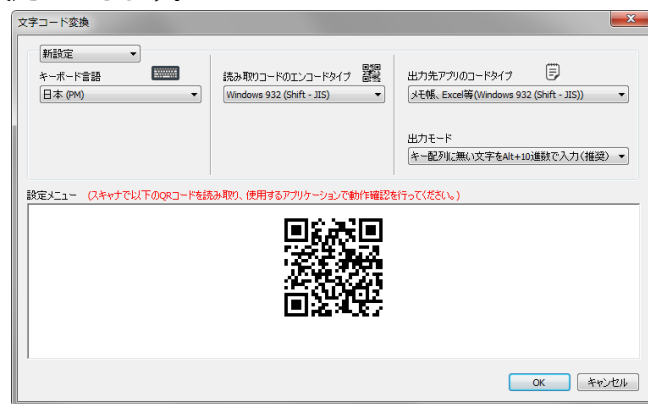 文字コード変換
新設定
キーボード言語
日本 (PM)
読み取りコードのエンコードタイプ
Windows 932 (Shift - JIS)
出力先アプリのコードタイプ
メモ帳、Excel等(Windows 932 (Shift - JIS))
出力モード
キー配列に無い文字をAlt+10進数で入力(推奨)
設定メニュー (スキャナで以下のQRコードを読み取り、使用するアプリケーションで動作確認を行ってください。)
OK
キャンセル